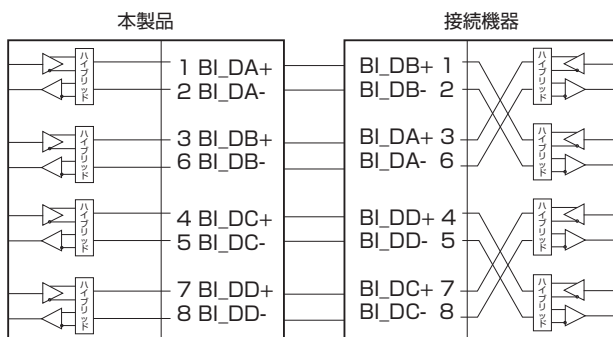 本製品
接続機器
ハイブリッド
1 BI_DA+
2 BI_DA-
BI_DB+ 1
BI_DB- 2
ハイブリッド
ハイブリッド
3 BI_DB+
6 BI_DB-
BI_DA+ 3
BI_DA- 6
ハイブリッド
ハイブリッド
4 BI_DC+
5 BI_DC-
BI_DD+ 4
BI_DD- 5
ハイブリッド
ハイブリッド
7 BI_DD+
8 BI_DD-
BI_DC+ 7
BI_DC- 8
ハイブリッド